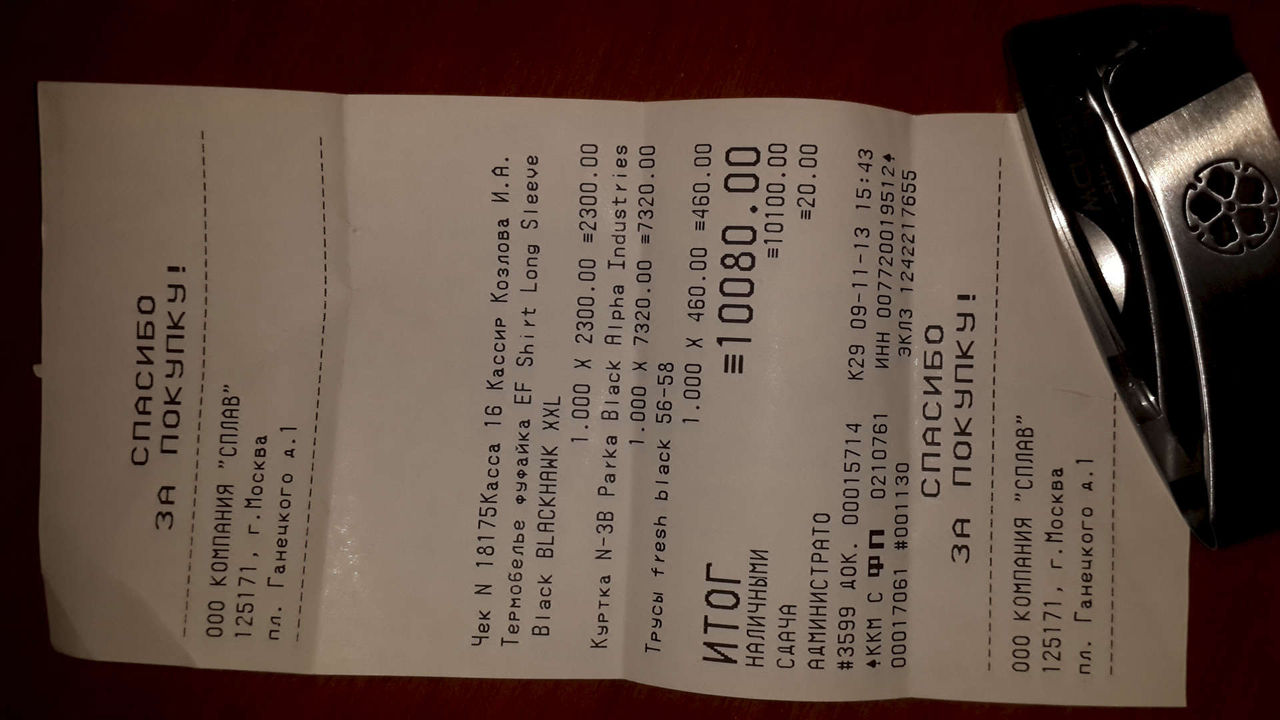 СПАСИБО
ЗА ПОКУПКУ!
ООО КОМПАНИЯ "СПЛАВ"
125171, г.Москва
пл. Ганецкого д.1
Чек N 18175Касса 16 Кассир Козлова И.А.
Термобелье фуфайка EF Shirt Long Sleeve
Black BLACKHAWK XXL
1.000 X 2300.00 ≡2300.00
Куртка N-3B Parka Black Alpha Industries
1.000 X 7320.00 ≡7320.00
Трусы fresh black 56-58
1.000 X 460.00 ≡460.00
ИТОГ ≡10080.00
НАЛИЧНЫМИ ≡10100.00
СДАЧА ≡20.00
АДМИНИСТРАТО
#3599 ДОК. 00015714 К29 09-11-13 15:43
ККМ С ФП 0210761 ИНН 007720019512
00017061 #001130 ЭКЛЗ 1242217655
СПАСИБО
ЗА ПОКУПКУ!
ООО КОМПАНИЯ "СПЛАВ"
125171, г.Москва
пл. Ганецкого д.1